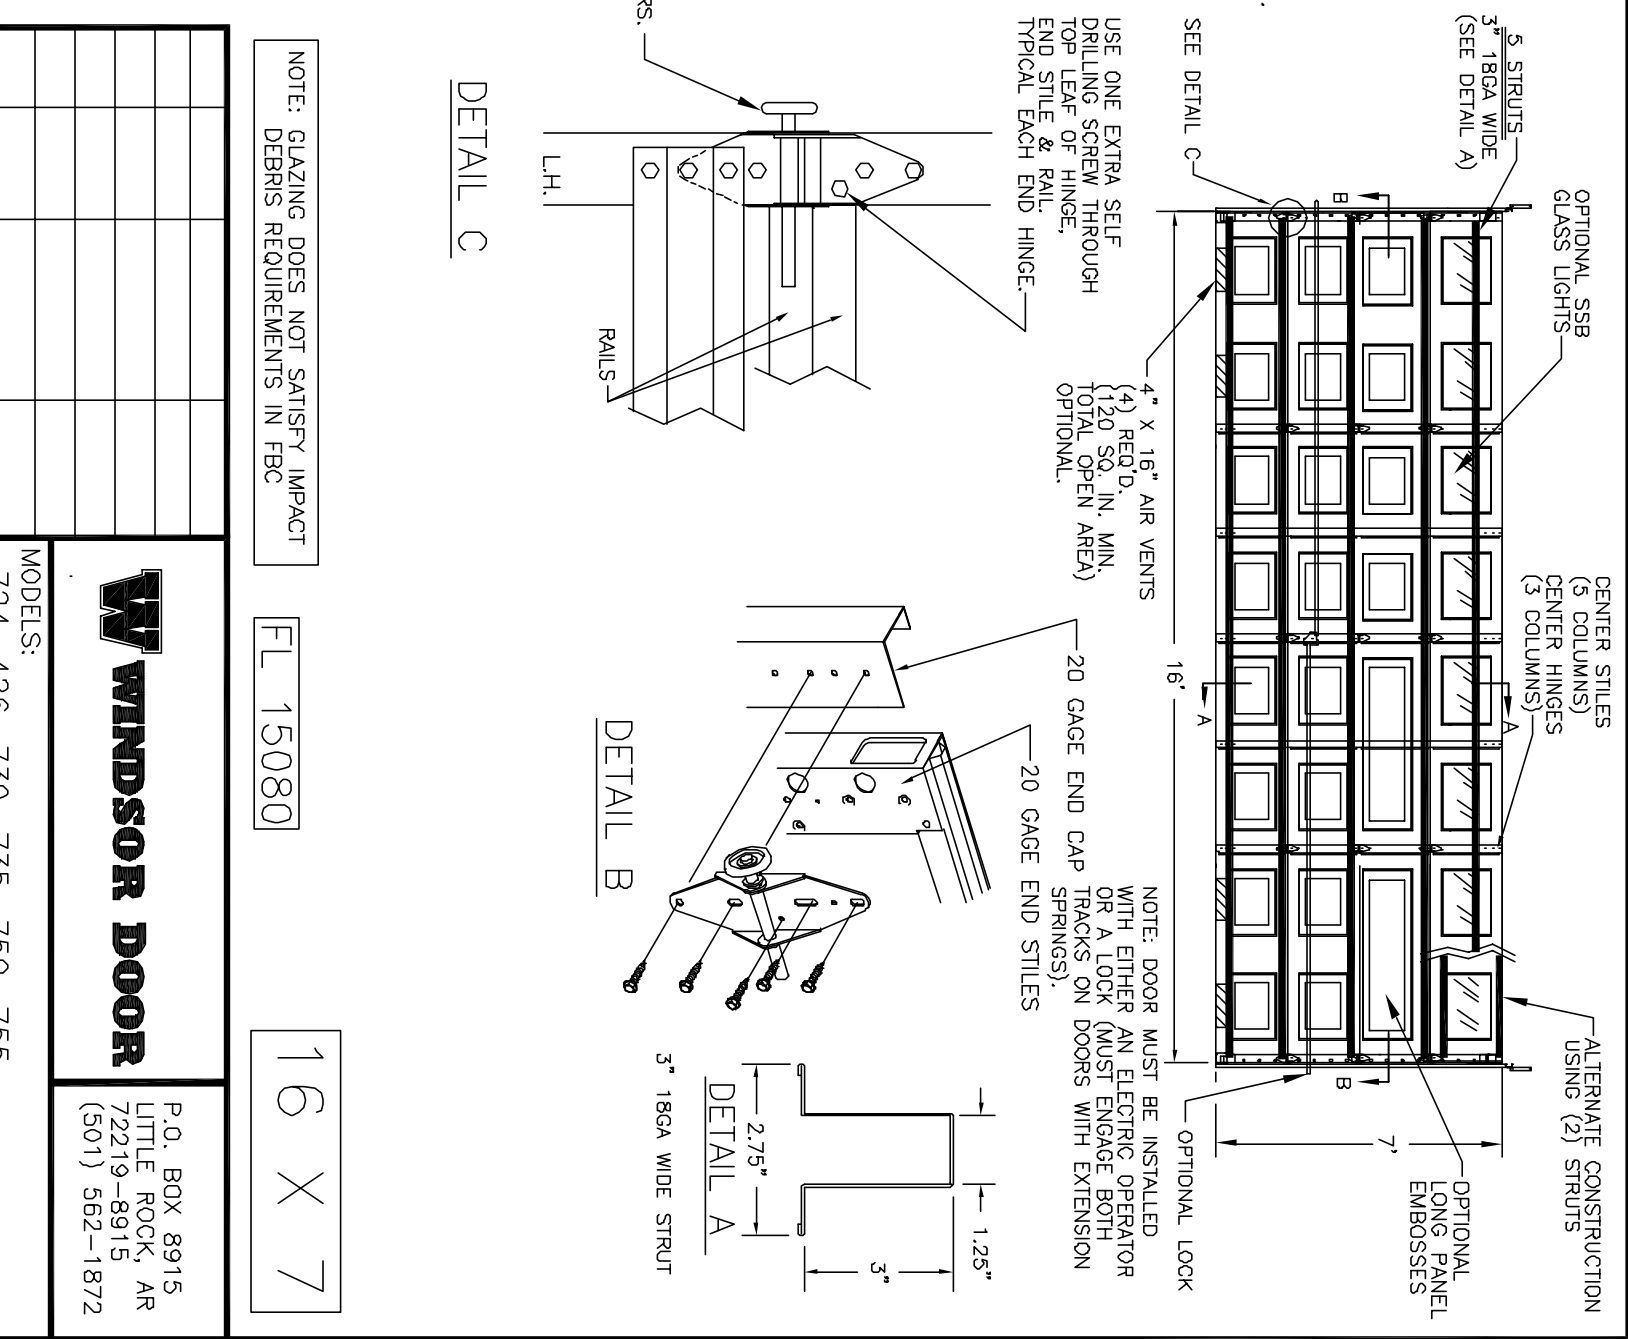 5 STRUTS
3" 18GA WIDE
(SEE DETAIL A)
OPTIONAL SSB
GLASS LIGHTS
CENTER STILES
(5 COLUMNS)
CENTER HINGES
(3 COLUMNS)
ALTERNATE CONSTRUCTION
USING (2) STRUTS
SEE DETAIL C
B
A
A
B
7'
16'
OPTIONAL
LONG PANEL
EMBOSSES
OPTIONAL LOCK
4" X 16" AIR VENTS
(4) REQ'D.
(120 SQ. IN. MIN.
TOTAL OPEN AREA)
OPTIONAL.
NOTE: DOOR MUST BE INSTALLED
WITH EITHER AN ELECTRIC OPERATOR
OR A LOCK (MUST ENGAGE BOTH
TRACKS ON DOORS WITH EXTENSION
SPRINGS).
USE ONE EXTRA SELF
DRILLING SCREW THROUGH
TOP LEAF OF HINGE,
END STILE & RAIL.
TYPICAL EACH END HINGE.
RS.
L.H.
RAILS
DETAIL C
20 GAGE END CAP
20 GAGE END STILES
DETAIL B
1.25"
3"
2.75"
DETAIL A
3" 18GA WIDE STRUT
NOTE: GLAZING DOES NOT SATISFY IMPACT
DEBRIS REQUIREMENTS IN FBC
FL 15080
16 X 7
W WINDSOR DOOR
P.O. BOX 8915
LITTLE ROCK, AR
72219-8915
(501) 562-1872
MODELS: